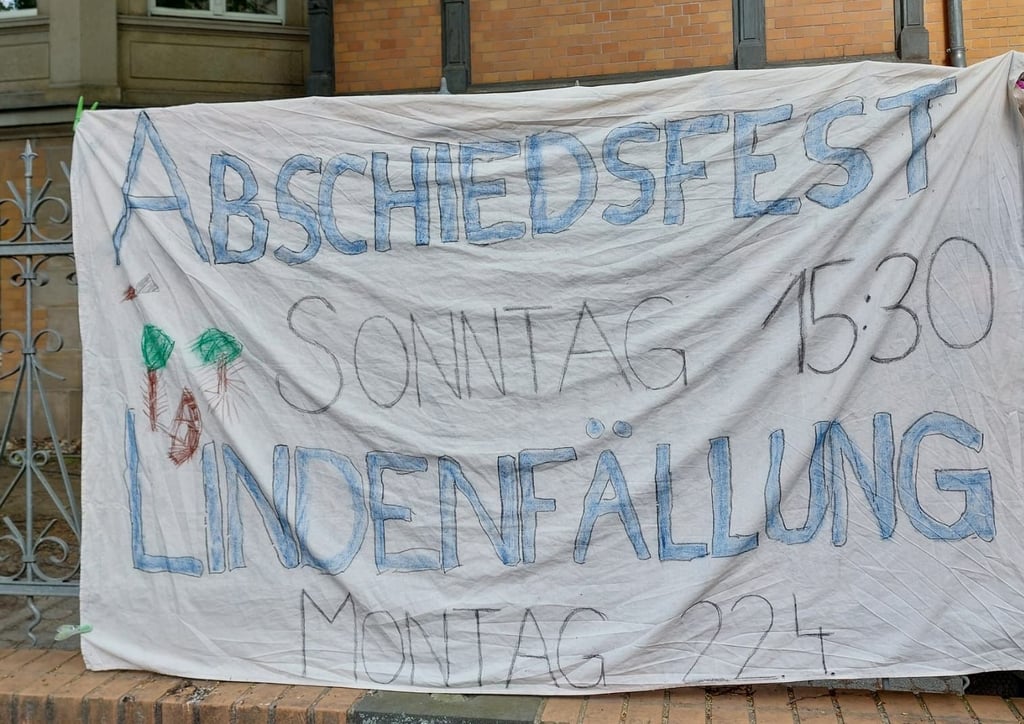 ABSCHIEDSFEST
SONNTAG 15:30
LINDENFÄLLUNG
MONTAG 22.4